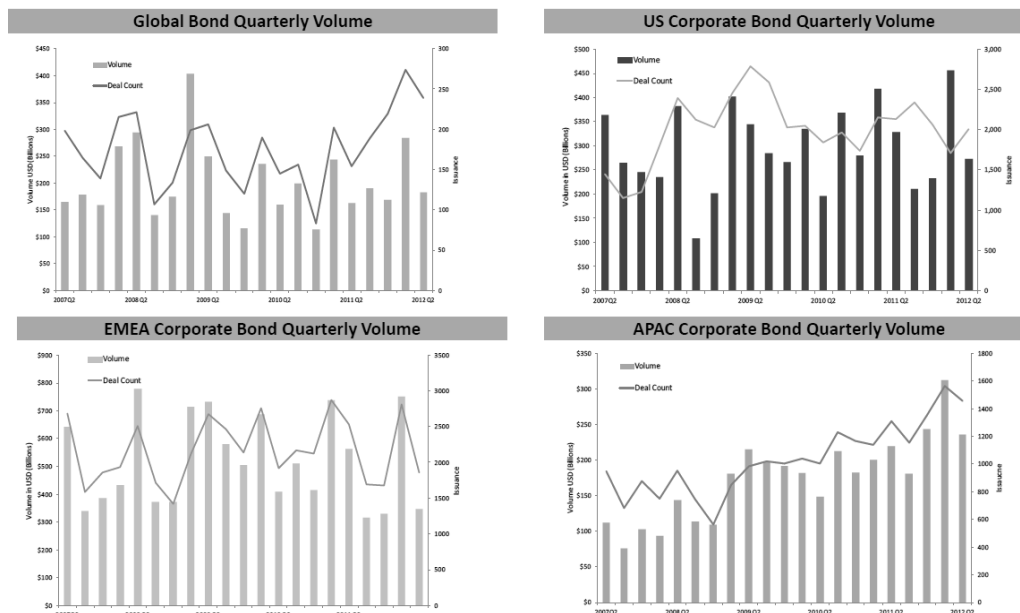 Global Bond Quarterly Volume
$450
$400
$350
$300
$250
$200
$150
$100
$50
$0
Volume USD (Billions)
Volume
Deal Count
300
250
200
150
100
50
0
Issuance
2007Q2
2008 Q2
2009 Q2
2010 Q2
2011 Q2
2012 Q2
US Corporate Bond Quarterly Volume
$500
$450
$400
$350
$300
$250
$200
$150
$100
$50
$0
Volume in USD (Billions)
Volume
Deal Count
3,000
2,500
2,000
1,500
1,000
500
0
Issuance
2007Q2
2008 Q2
2009 Q2
2010 Q2
2011 Q2
2012 Q2
EMEA Corporate Bond Quarterly Volume
$900
$800
$700
$600
$500
$400
$300
$200
$100
$0
Volume in USD (Billions)
Volume
Deal Count
3500
3000
2500
2000
1500
1000
500
0
Issuance
APAC Corporate Bond Quarterly Volume
$350
$300
$250
$200
$150
$100
$50
$0
Volume USD (Billions)
Volume
Deal Count
1800
1600
1400
1200
1000
800
600
400
200
0
Issuacne
2007 Q2
2008 Q2
2009 Q2
2010 Q2
2011 Q2
2012 Q2